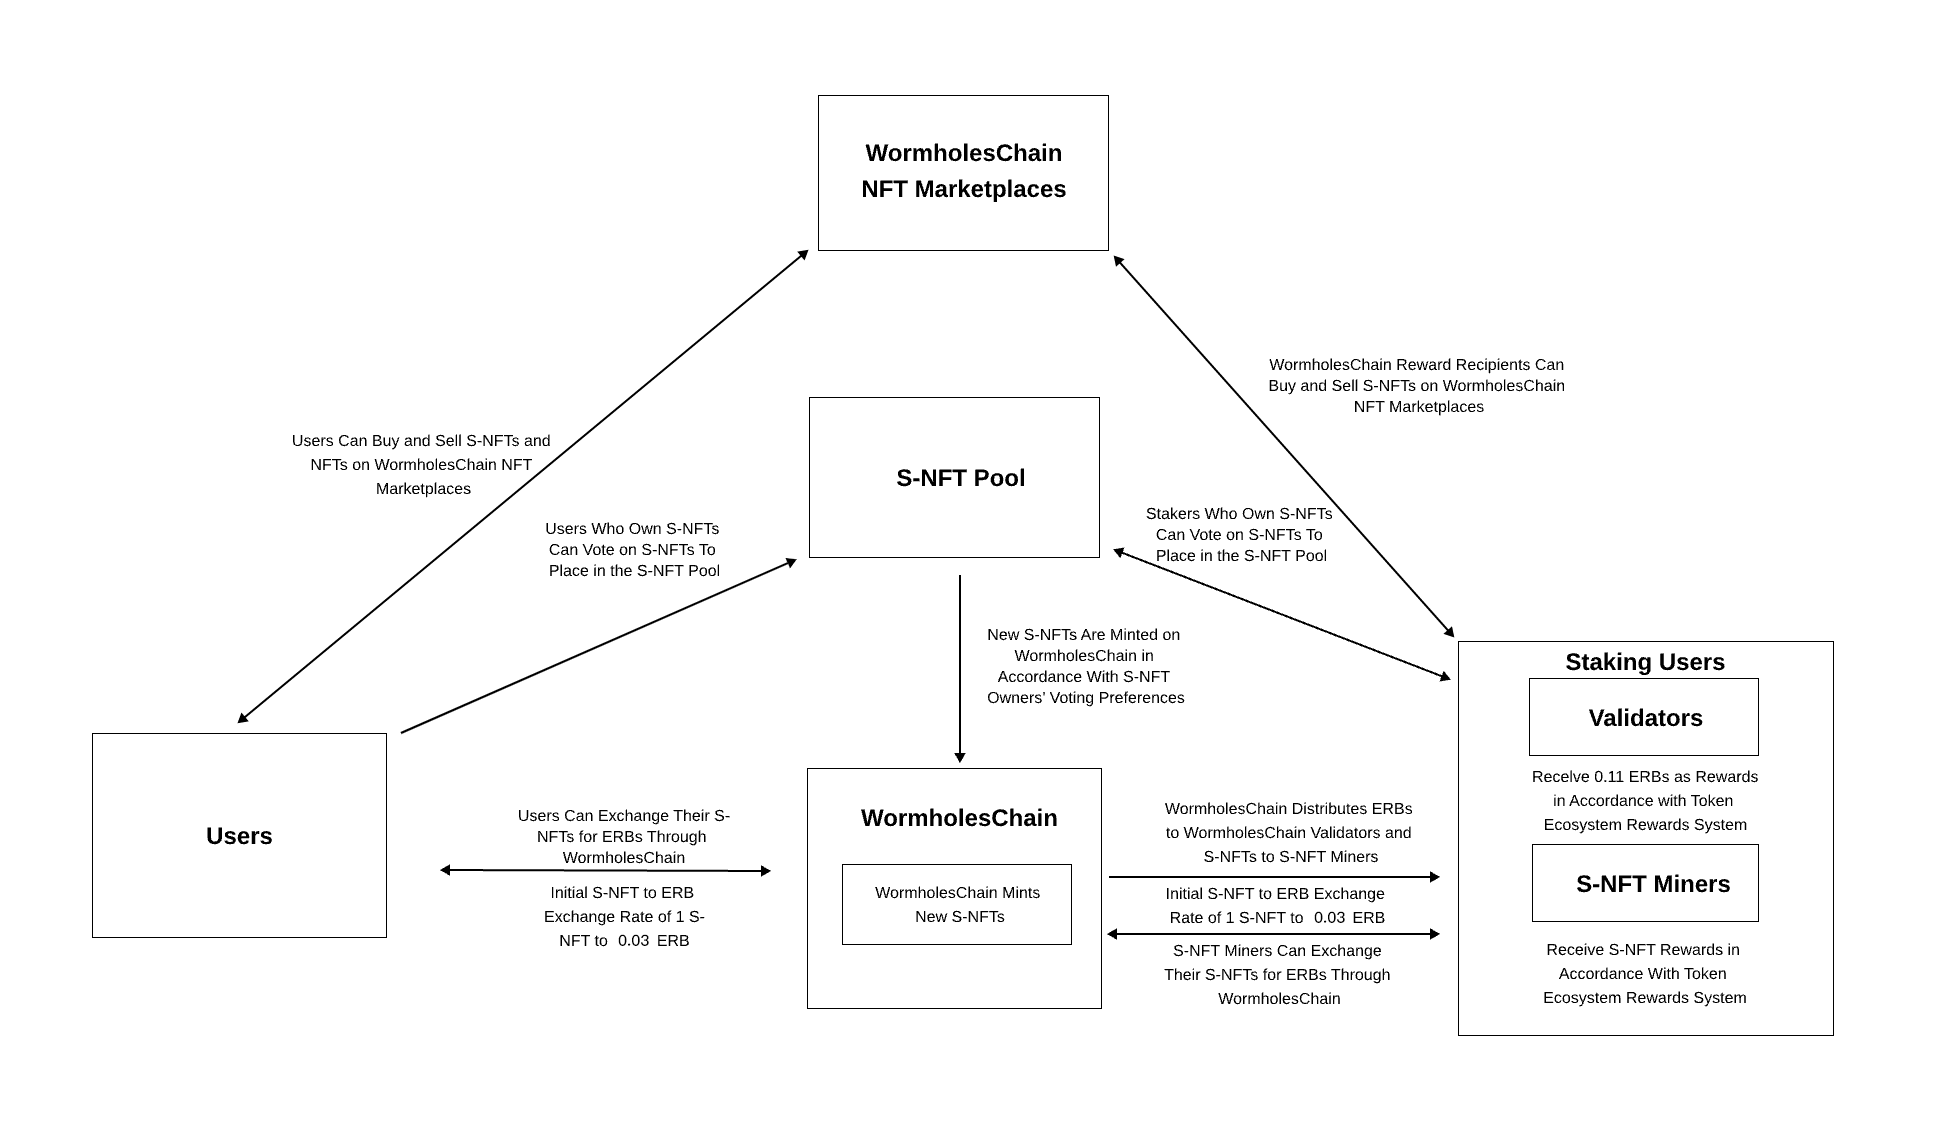 WormholesChain
NFT Marketplaces
WormholesChain Reward Recipients Can
Buy and Sell S-NFTs on WormholesChain
NFT Marketplaces
Users Can Buy and Sell S-NFTs and
NFTs on WormholesChain NFT
Marketplaces
S-NFT Pool
Users Who Own S-NFTs
Can Vote on S-NFTs To
Place in the S-NFT Pool
Stakers Who Own S-NFTs
Can Vote on S-NFTs To
Place in the S-NFT Pool
New S-NFTs Are Minted on
WormholesChain in
Accordance With S-NFT
Owners’ Voting Preferences
Users
Users Can Exchange Their S-
NFTs for ERBs Through
WormholesChain
Initial S-NFT to ERB
Exchange Rate of 1 S-
NFT to 0.03 ERB
WormholesChain
WormholesChain Mints
New S-NFTs
WormholesChain Distributes ERBs
to WormholesChain Validators and
S-NFTs to S-NFT Miners
Initial S-NFT to ERB Exchange
Rate of 1 S-NFT to 0.03 ERB
S-NFT Miners Can Exchange
Their S-NFTs for ERBs Through
WormholesChain
Staking Users
Validators
Recelve 0.11 ERBs as Rewards
in Accordance with Token
Ecosystem Rewards System
S-NFT Miners
Receive S-NFT Rewards in
Accordance With Token
Ecosystem Rewards System